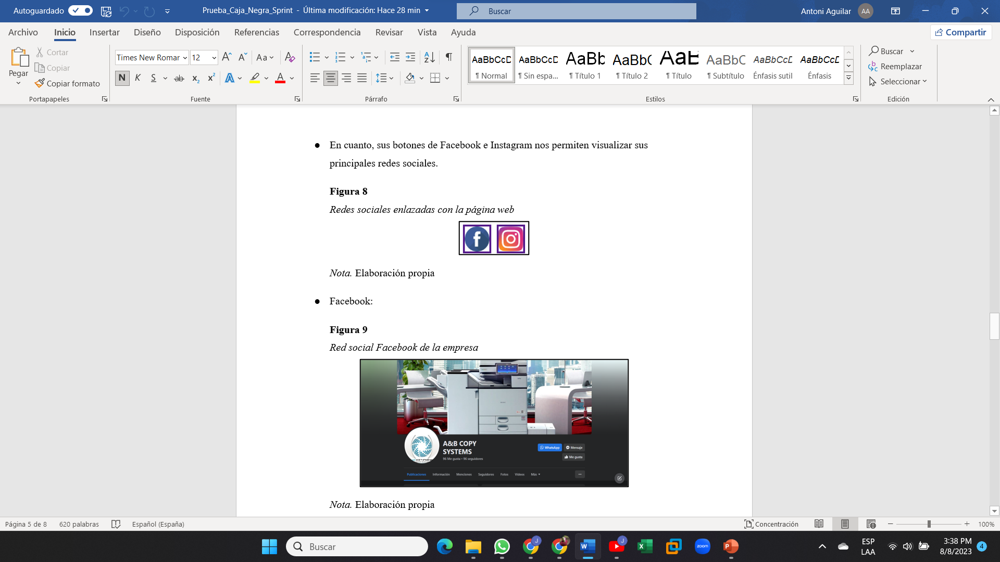 Autoguardado
Prueba_Caja_Negra_Sprint - Última modificación: Hace 28 min
Buscar
Antoni Aguilar
AA
Archivo Inicio Insertar Diseño Disposición Referencias Correspondencia Revisar Vista Ayuda
Compartir
Pegar
Cortar
Copiar
Copiar formato
Portapapeles
Times New Romar 12
Aa
N K S ab x₂ x² A A
Fuente
Párrafo
AaBbCcD AaBbCcD AaBb AaBbC AaB AaBbC AaBbCcD AaBbCcD
¶ Normal ¶ Sin espa... ¶ Título 1 ¶ Título 2 ¶ Título ¶ Subtítulo Énfasis sutil Énfasis
Estilos
Buscar
Reemplazar
Seleccionar
Edición
● En cuanto, sus botones de Facebook e Instagram nos permiten visualizar sus
principales redes sociales.
Figura 8
Redes sociales enlazadas con la página web
Nota. Elaboración propia
● Facebook:
Figura 9
Red social Facebook de la empresa
A&B COPY
SYSTEMS
96 Me gusta • 96 seguidores
WhatsApp Mensaje
Me gusta
Publicaciones Información Menciones Seguidores Fotos Videos Más
Nota. Elaboración propia
Página 5 de 8 620 palabras Español (España)
Concentración
100%
Buscar
zoom
ESP
LAA
3:38 PM
8/8/2023
4